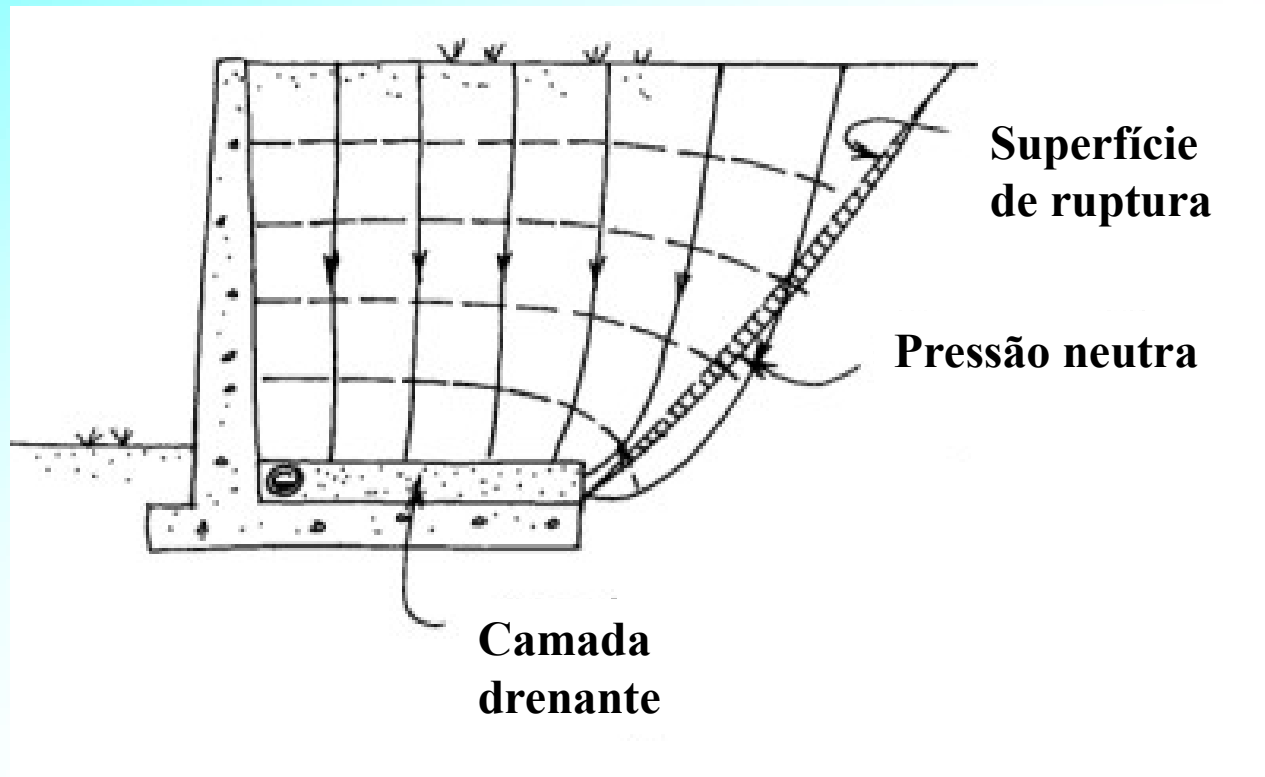 Superfície
de ruptura
Pressão neutra
Camada
drenante